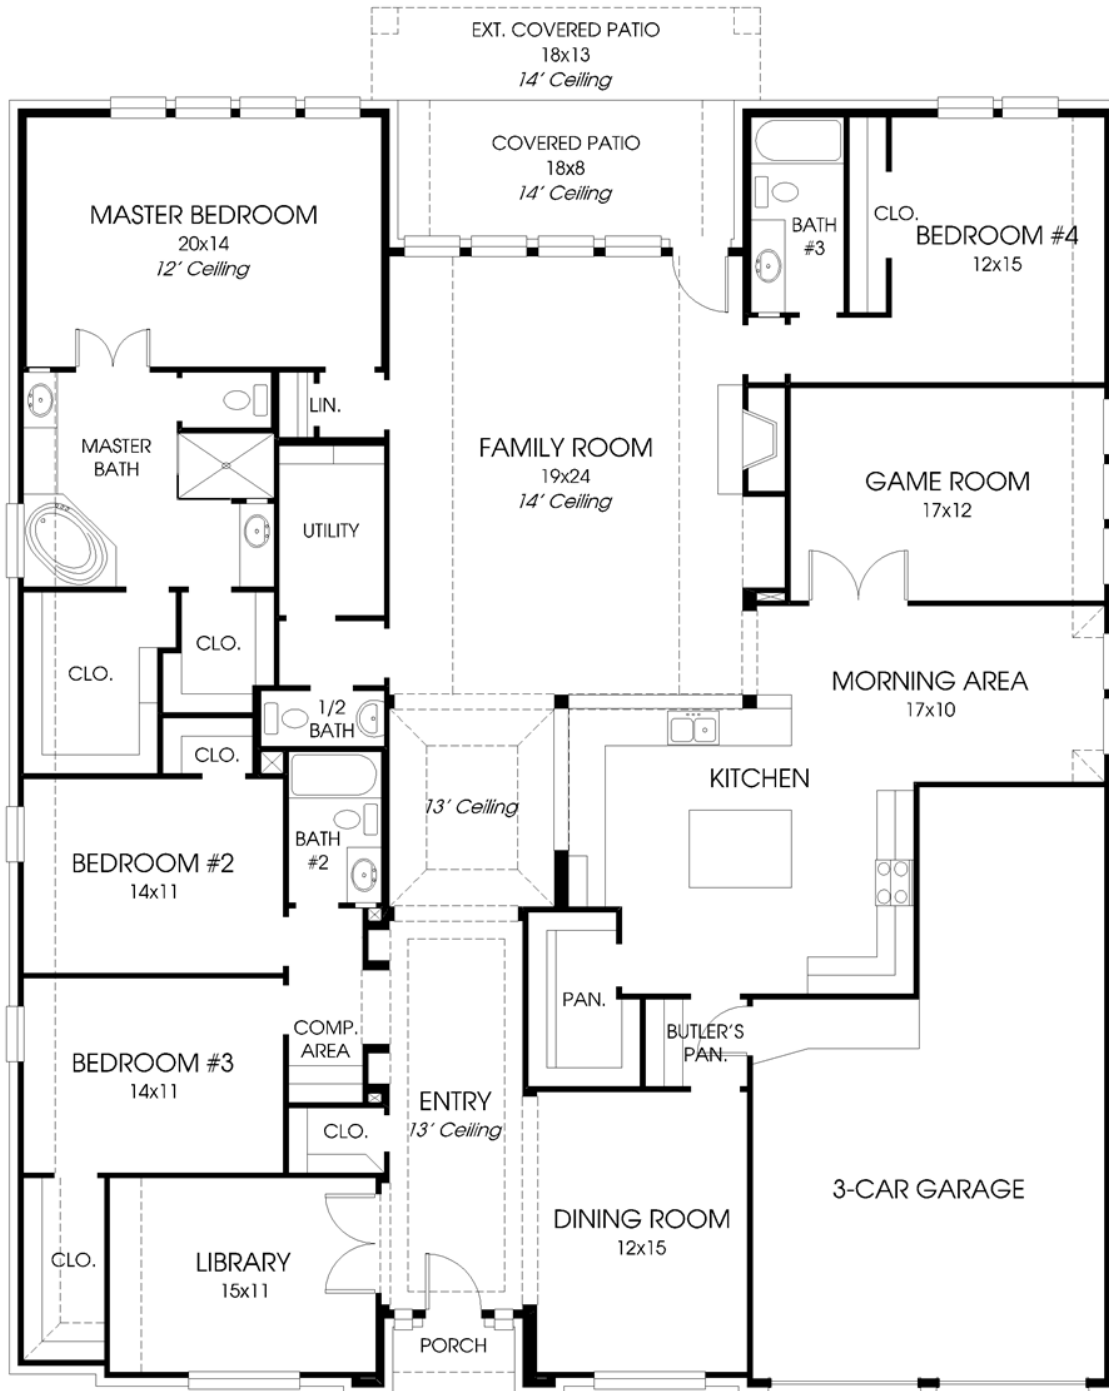 EXT. COVERED PATIO
18x13
14' Ceiling
COVERED PATIO
18x8
14' Ceiling
MASTER BEDROOM
20x14
12' Ceiling
BATH
#3
CLO.
BEDROOM #4
12x15
LIN.
MASTER
BATH
FAMILY ROOM
19x24
14' Ceiling
GAME ROOM
17x12
UTILITY
CLO.
CLO.
MORNING AREA
17x10
1/2
BATH
CLO.
KITCHEN
13' Ceiling
BEDROOM #2
14x11
BATH
#2
PAN.
BUTLER'S
PAN.
COMP.
AREA
BEDROOM #3
14x11
ENTRY
13' Ceiling
CLO.
3-CAR GARAGE
DINING ROOM
12x15
CLO.
LIBRARY
15x11
PORCH